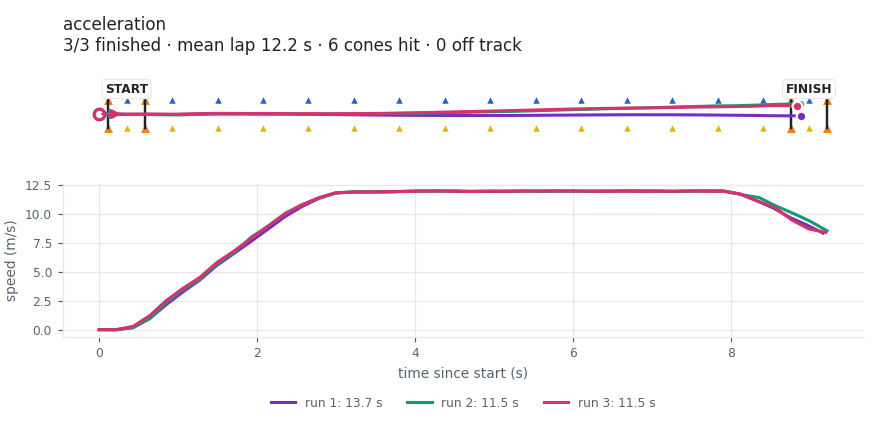 acceleration
3/3 finished · mean lap 12.2 s · 6 cones hit · 0 off track
START
FINISH
12.5
10.0
7.5
5.0
2.5
0.0
speed (m/s)
0
2
4
6
8
time since start (s)
run 1: 13.7 s
run 2: 11.5 s
run 3: 11.5 s